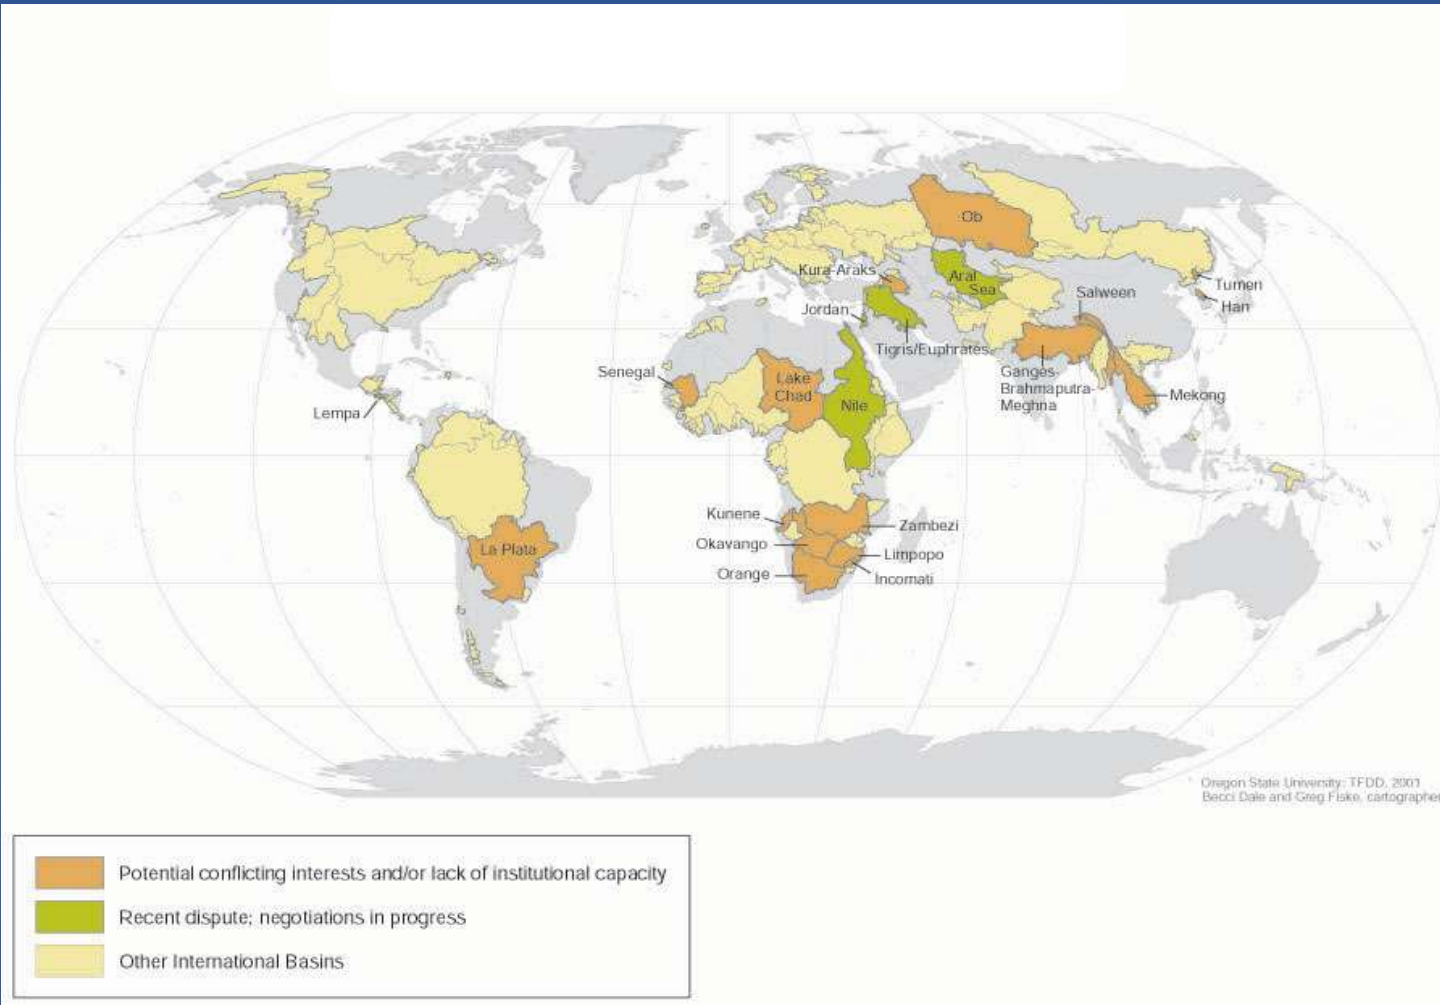 Ob
Kura-Araks
Aral
Sea
Tumen
Salween
Han
Jordan
Tigris/Euphrates
Senegal
Lake
Chad
Ganges-
Brahmaputra-
Meghna
Mekong
Nile
Lempa
Kunene
Zambezi
Okavango
La Plata
Limpopo
Orange
Incomati
Oregon State University: TFDD, 2001
Becci Dale and Greg Fiske, cartographer
Potential conflicting interests and/or lack of institutional capacity
Recent dispute; negotiations in progress
Other International Basins